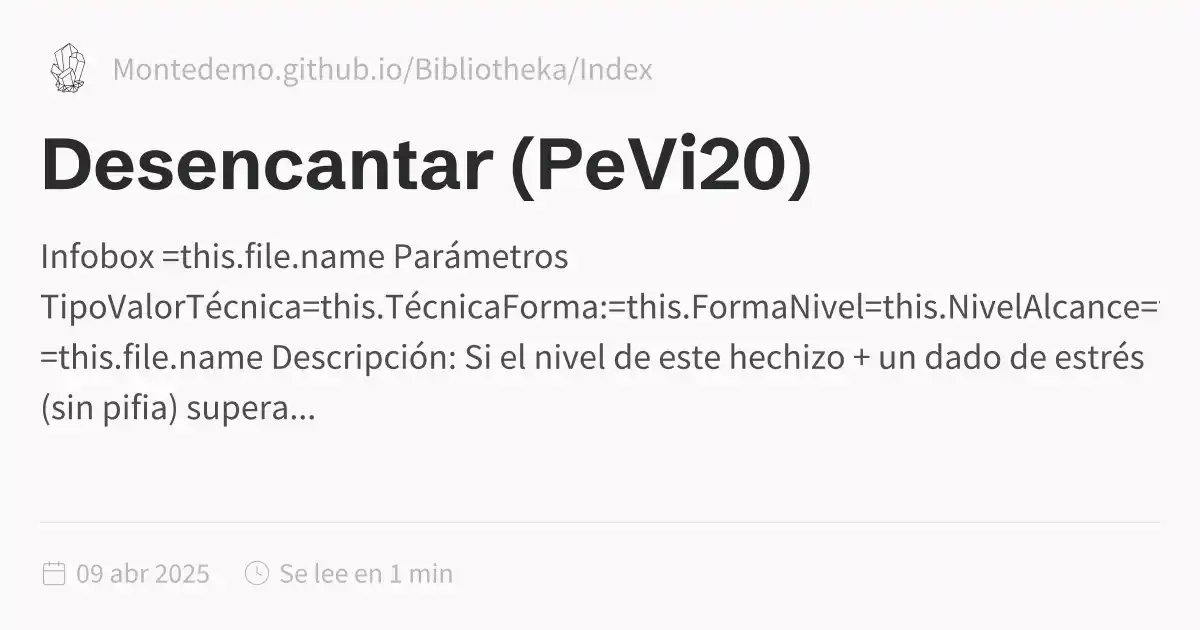 Montedemo.github.io/Bibliotheka/Index
Desencantar (PeVi20)
Infobox =this.file.name Parámetros
TipoValorTécnica=this.TécnicaForma:=this.FormaNivel=this.NivelAlcance=
=this.file.name Descripción: Si el nivel de este hechizo + un dado de estrés
(sin pifia) supera...
09 abr 2025
Se lee en 1 min